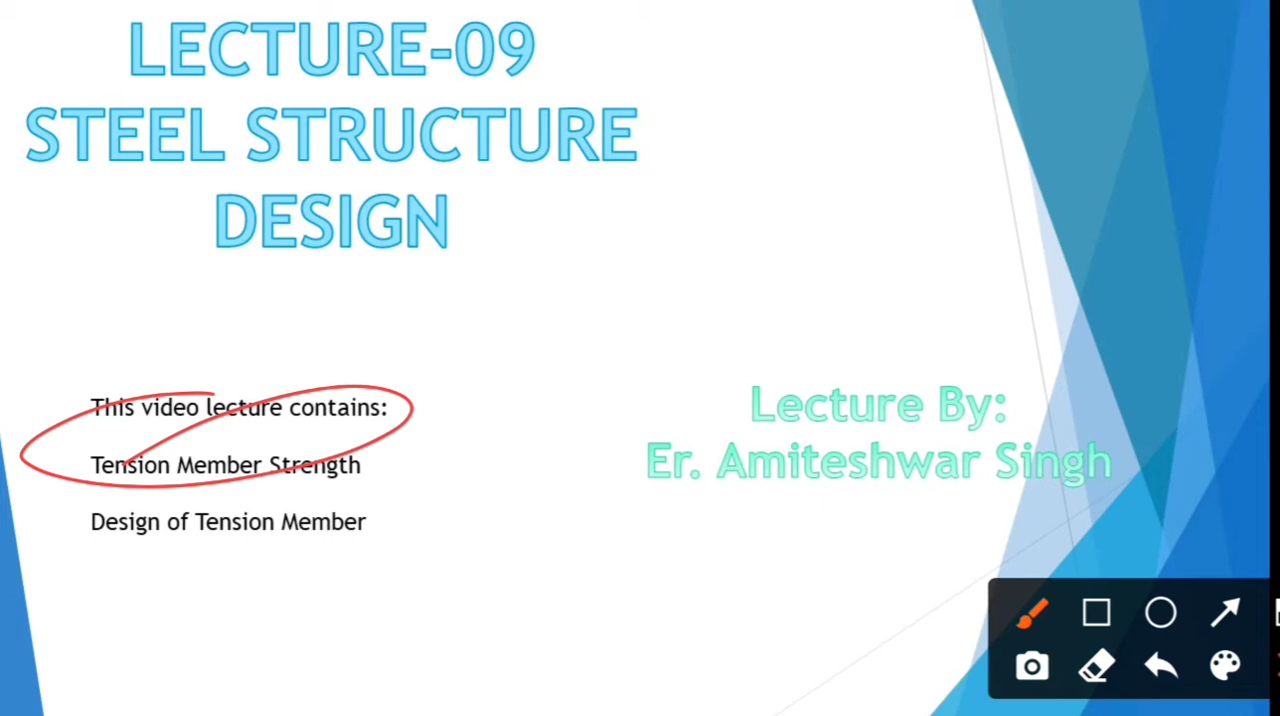 LECTURE-09
STEEL STRUCTURE
DESIGN
This video lecture contains:
Tension Member Strength
Design of Tension Member
Lecture By:
Er. Amiteshwar Singh